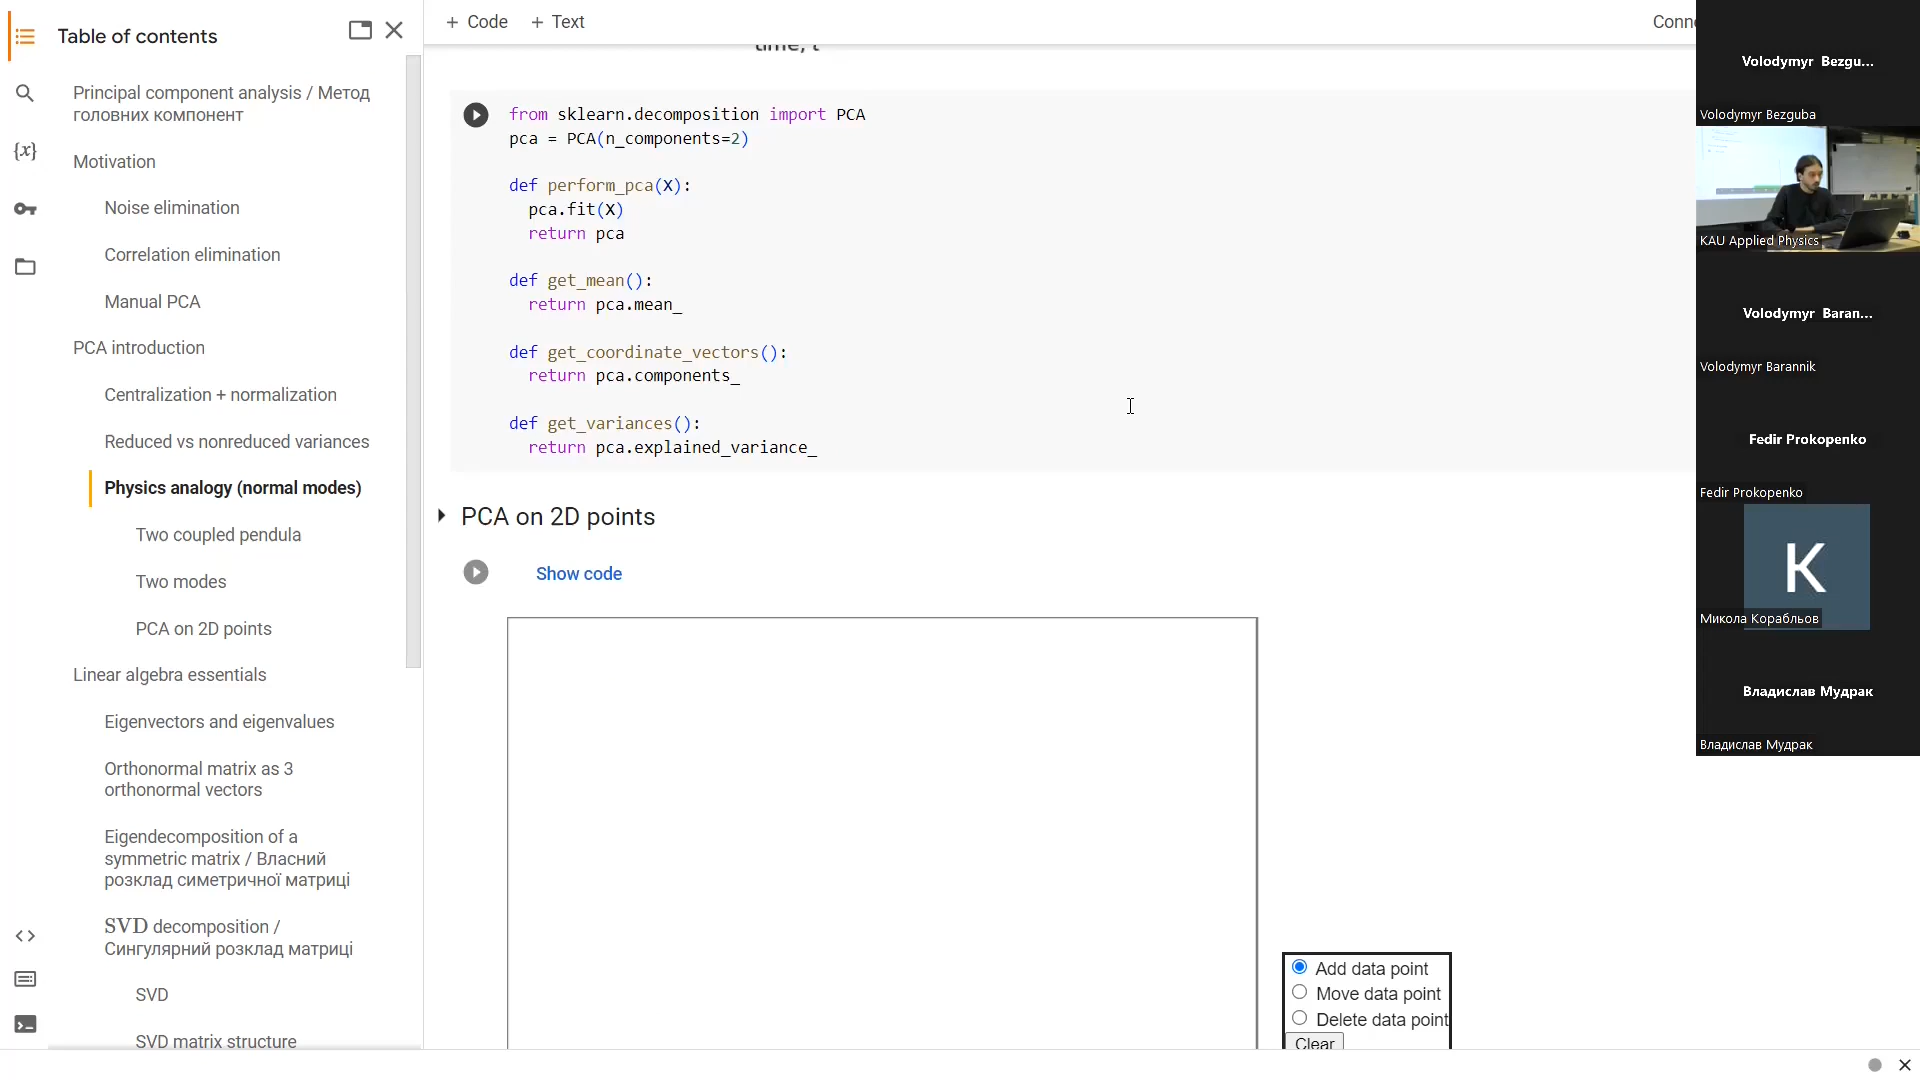 Table of contents
Principal component analysis / Метод
головних компонент
Motivation
Noise elimination
Correlation elimination
Manual PCA
PCA introduction
Centralization + normalization
Reduced vs nonreduced variances
Physics analogy (normal modes)
Two coupled pendula
Two modes
PCA on 2D points
Linear algebra essentials
Eigenvectors and eigenvalues
Orthonormal matrix as 3
orthonormal vectors
Eigendecomposition of a
symmetric matrix / Власний
розклад симетричної матриці
SVD decomposition /
Сингулярний розклад матриці
SVD
SVD matrix structure
{x}
+ Code + Text
Conne
time, t
from sklearn.decomposition import PCA
pca = PCA(n_components=2)
def perform_pca(X):
pca.fit(X)
return pca
def get_mean():
return pca.mean_
def get_coordinate_vectors():
return pca.components_
def get_variances():
return pca.explained_variance_
PCA on 2D points
Show code
Add data point
Move data point
Delete data point
Clear
Volodymyr Bezgu...
Volodymyr Bezguba
KAU Applied Physics
Volodymyr Baran...
Volodymyr Barannik
Fedir Prokopenko
Fedir Prokopenko
K
Микола Корабльов
Владислав Мудрак
Владислав Мудрак